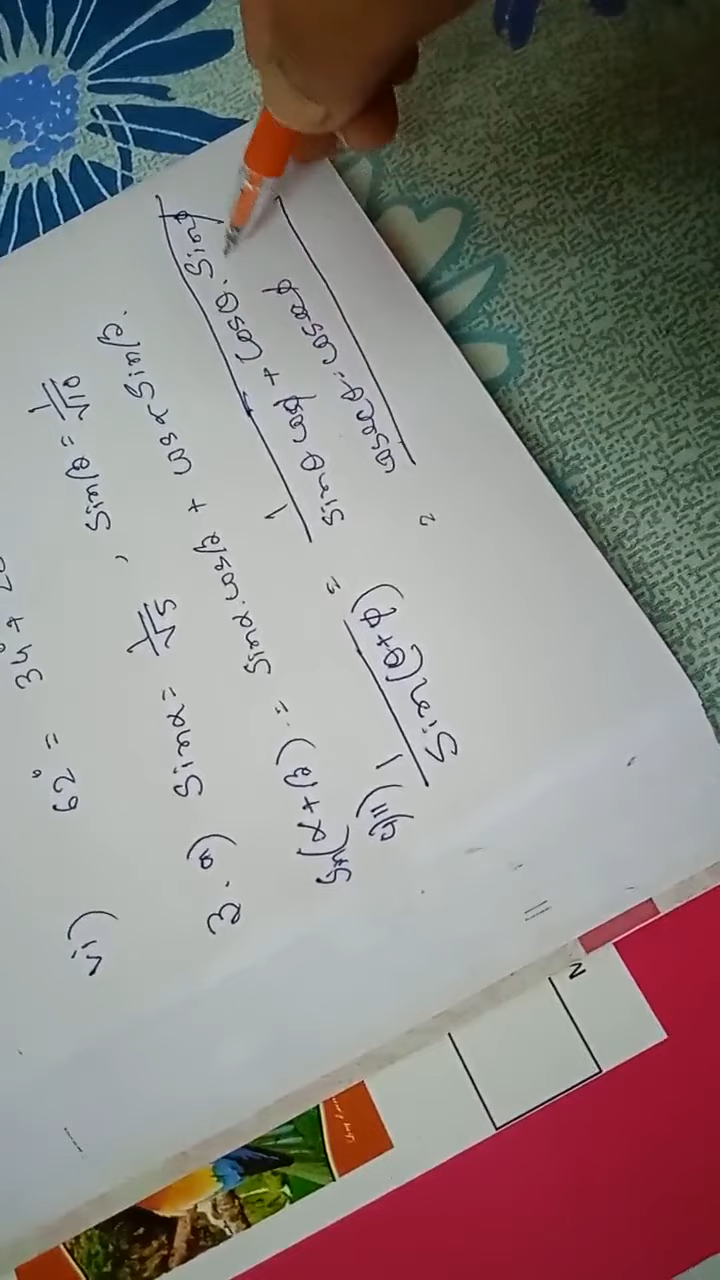 vi) 62° = 34° +
3. a) Sinα = 1/√5 , Sinβ = 1/√10
Sin(α+β) = Sinα.cosβ + cosα Sinβ.
1/Sin(θ+φ) = 1/Sinθ cosφ + cosθ. Sinφ
= cosecθ. cosecφ
N